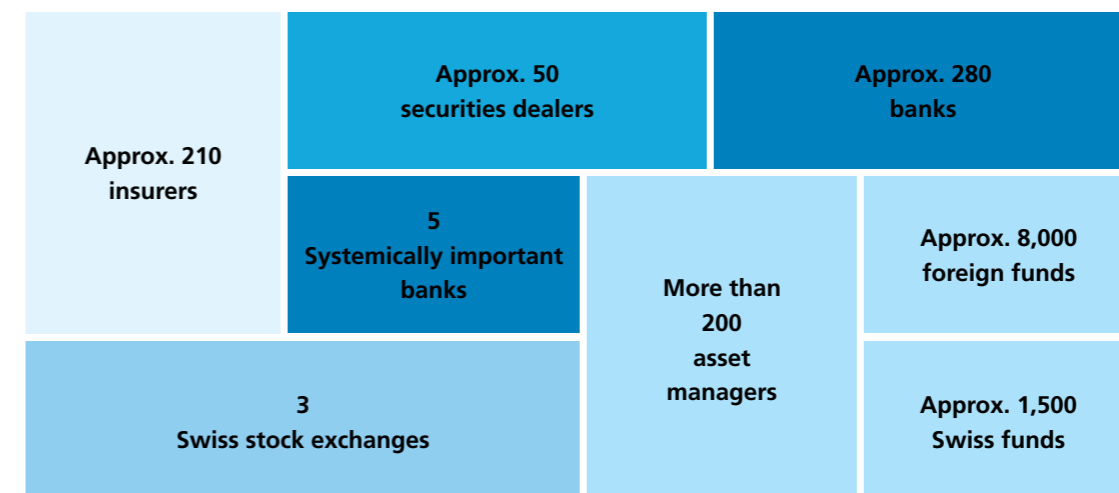 Approx. 210
insurers
Approx. 50
securities dealers
Approx. 280
banks
5
Systemically important
banks
More than
200
asset
managers
Approx. 8,000
foreign funds
3
Swiss stock exchanges
Approx. 1,500
Swiss funds